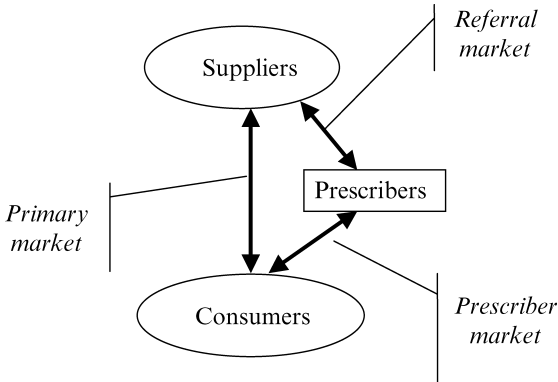 Suppliers
Referral
market
Prescribers
Primary
market
Consumers
Prescriber
market